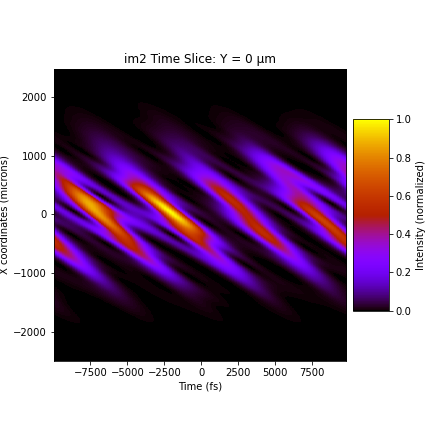 im2 Time Slice: Y = 0 μm
2000
1000
0
−1000
−2000
X coordinates (microns)
−7500 −5000 −2500 0 2500 5000 7500
Time (fs)
1.0
0.8
0.6
0.4
0.2
0.0
Intensity (normalized)